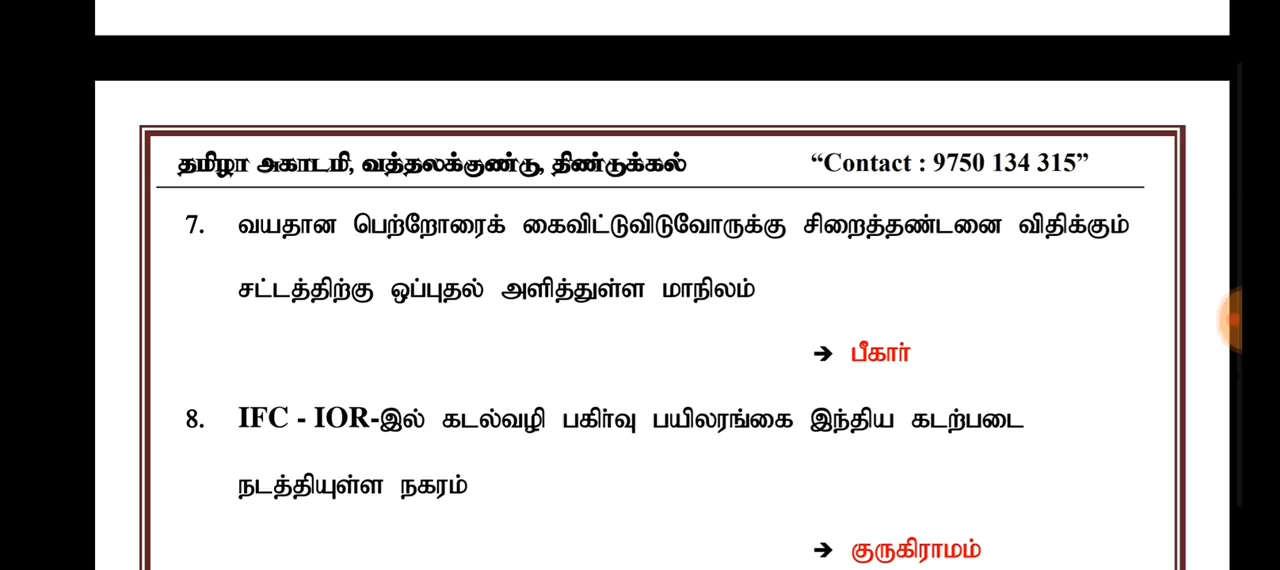 தமிழா அகாடமி, வத்தலக்குண்டு, திண்டுக்கல் “Contact : 9750 134 315”
7. வயதான பெற்றோரைக் கைவிட்டுவிடுவோருக்கு சிறைத்தண்டனை விதிக்கும்
சட்டத்திற்கு ஒப்புதல் அளித்துள்ள மாநிலம்
➔ பீகார்
8. IFC - IOR-இல் கடல்வழி பகிர்வு பயிலரங்கை இந்திய கடற்படை
நடத்தியுள்ள நகரம்
➔ குருகிராமம்